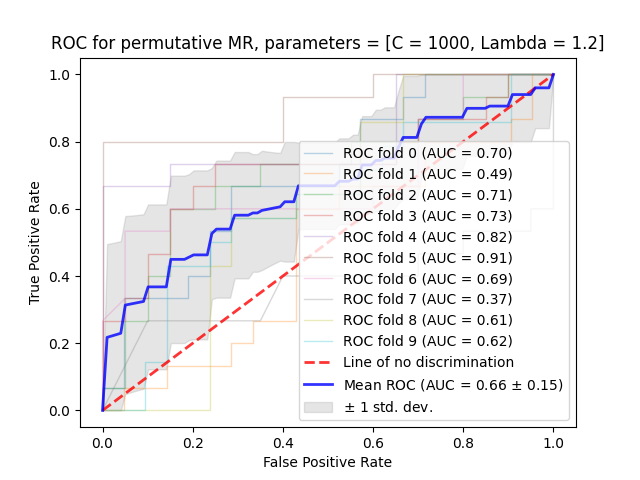 ROC for permutative MR, parameters = [C = 1000, Lambda = 1.2]
True Positive Rate
1.0
0.8
0.6
0.4
0.2
0.0
ROC fold 0 (AUC = 0.70)
ROC fold 1 (AUC = 0.49)
ROC fold 2 (AUC = 0.71)
ROC fold 3 (AUC = 0.73)
ROC fold 4 (AUC = 0.82)
ROC fold 5 (AUC = 0.91)
ROC fold 6 (AUC = 0.69)
ROC fold 7 (AUC = 0.37)
ROC fold 8 (AUC = 0.61)
ROC fold 9 (AUC = 0.62)
Line of no discrimination
Mean ROC (AUC = 0.66 ± 0.15)
± 1 std. dev.
0.0 0.2 0.4 0.6 0.8 1.0
False Positive Rate